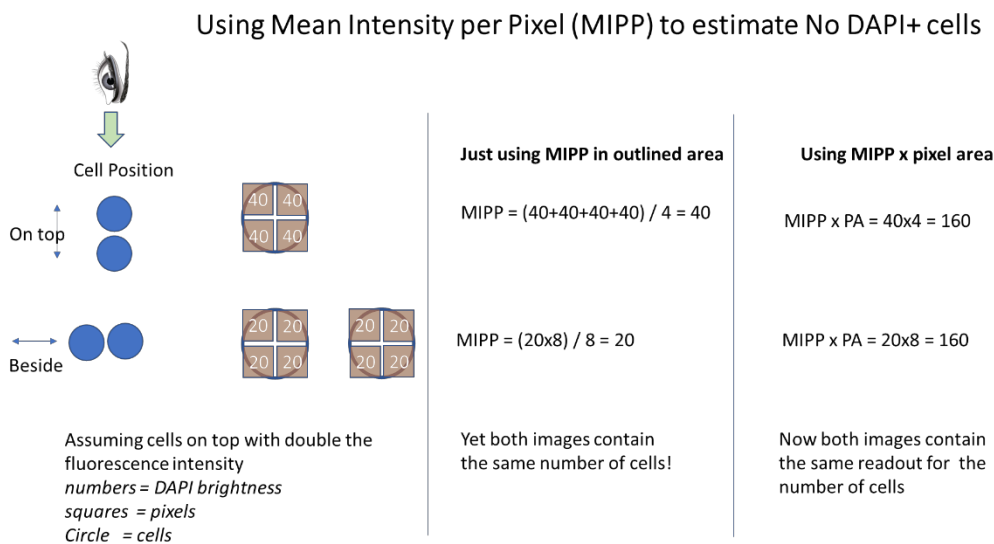 Using Mean Intensity per Pixel (MIPP) to estimate No DAPI+ cells
Cell Position
On top
Beside
40 40
40 40
20 20
20 20
20 20
20 20
Assuming cells on top with double the
fluorescence intensity
numbers = DAPI brightness
squares = pixels
Circle = cells
Just using MIPP in outlined area
MIPP = (40+40+40+40) / 4 = 40
MIPP = (20x8) / 8 = 20
Yet both images contain
the same number of cells!
Using MIPP x pixel area
MIPP x PA = 40x4 = 160
MIPP x PA = 20x8 = 160
Now both images contain
the same readout for the
number of cells